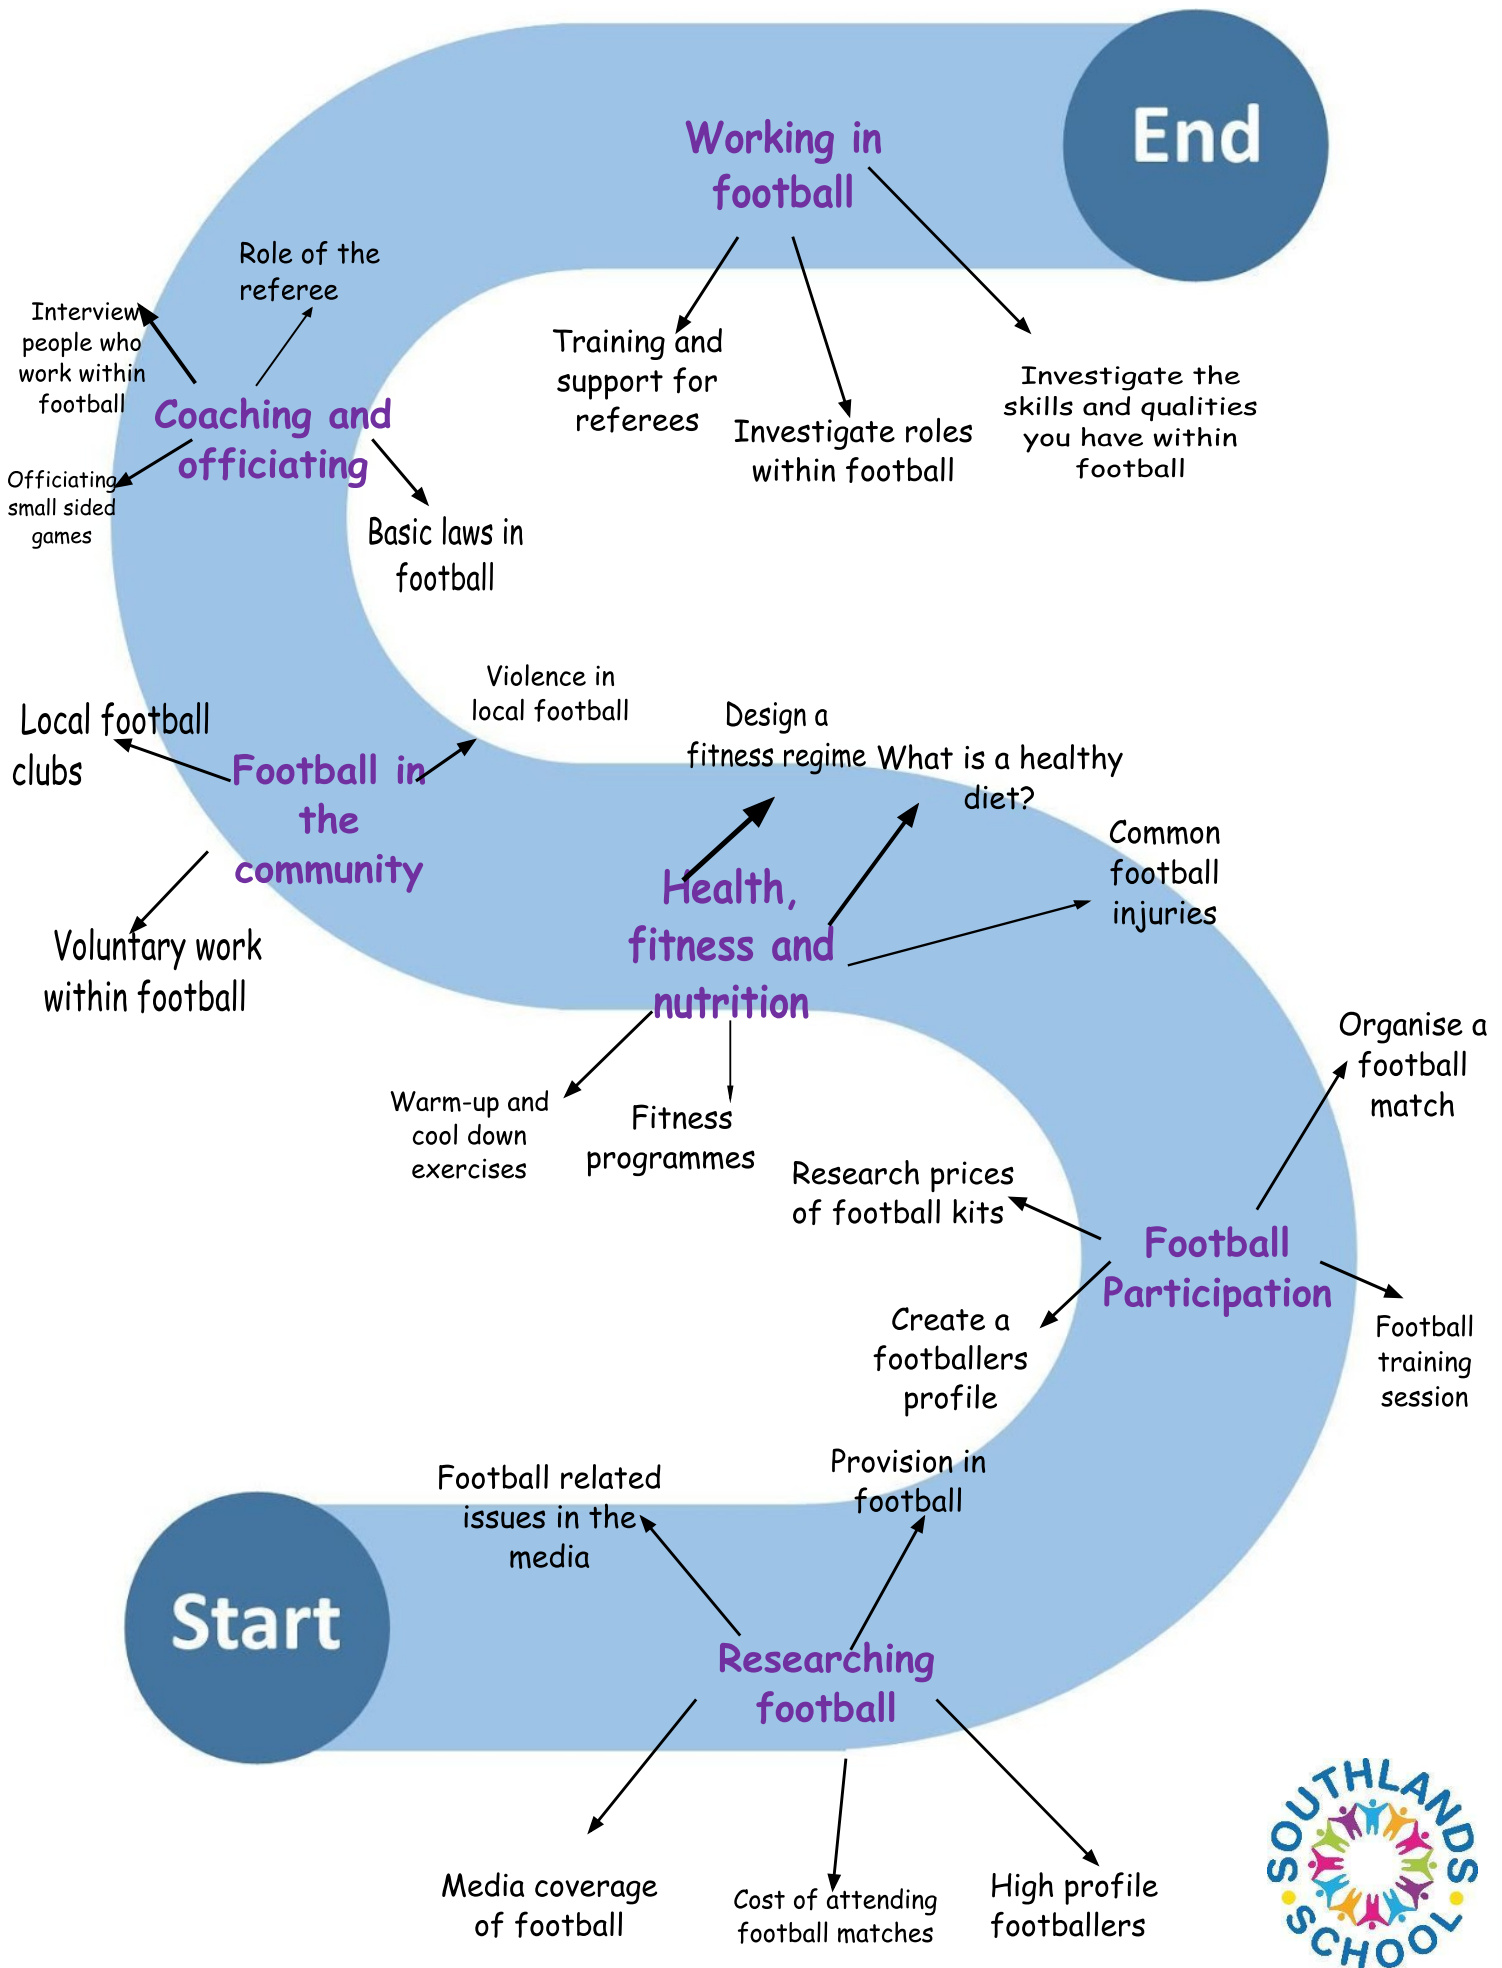 End
Working in
football
Training and
support for
referees
Investigate roles
within football
Investigate the
skills and qualities
you have within
football
Role of the
referee
Interview
people who
work within
football
Coaching and
officiating
Officiating
small sided
games
Basic laws in
football
Violence in
local football
Local football
clubs
Football in
the
community
Voluntary work
within football
Design a
fitness regime
What is a healthy
diet?
Common
football
injuries
Health,
fitness and
nutrition
Warm-up and
cool down
exercises
Fitness
programmes
Organise a
football
match
Research prices
of football kits
Football
Participation
Create a
footballers
profile
Football
training
session
Football related
issues in the
media
Provision in
football
Start
Researching
football
Media coverage
of football
Cost of attending
football matches
High profile
footballers
SOUTHLANDS
SCHOOL